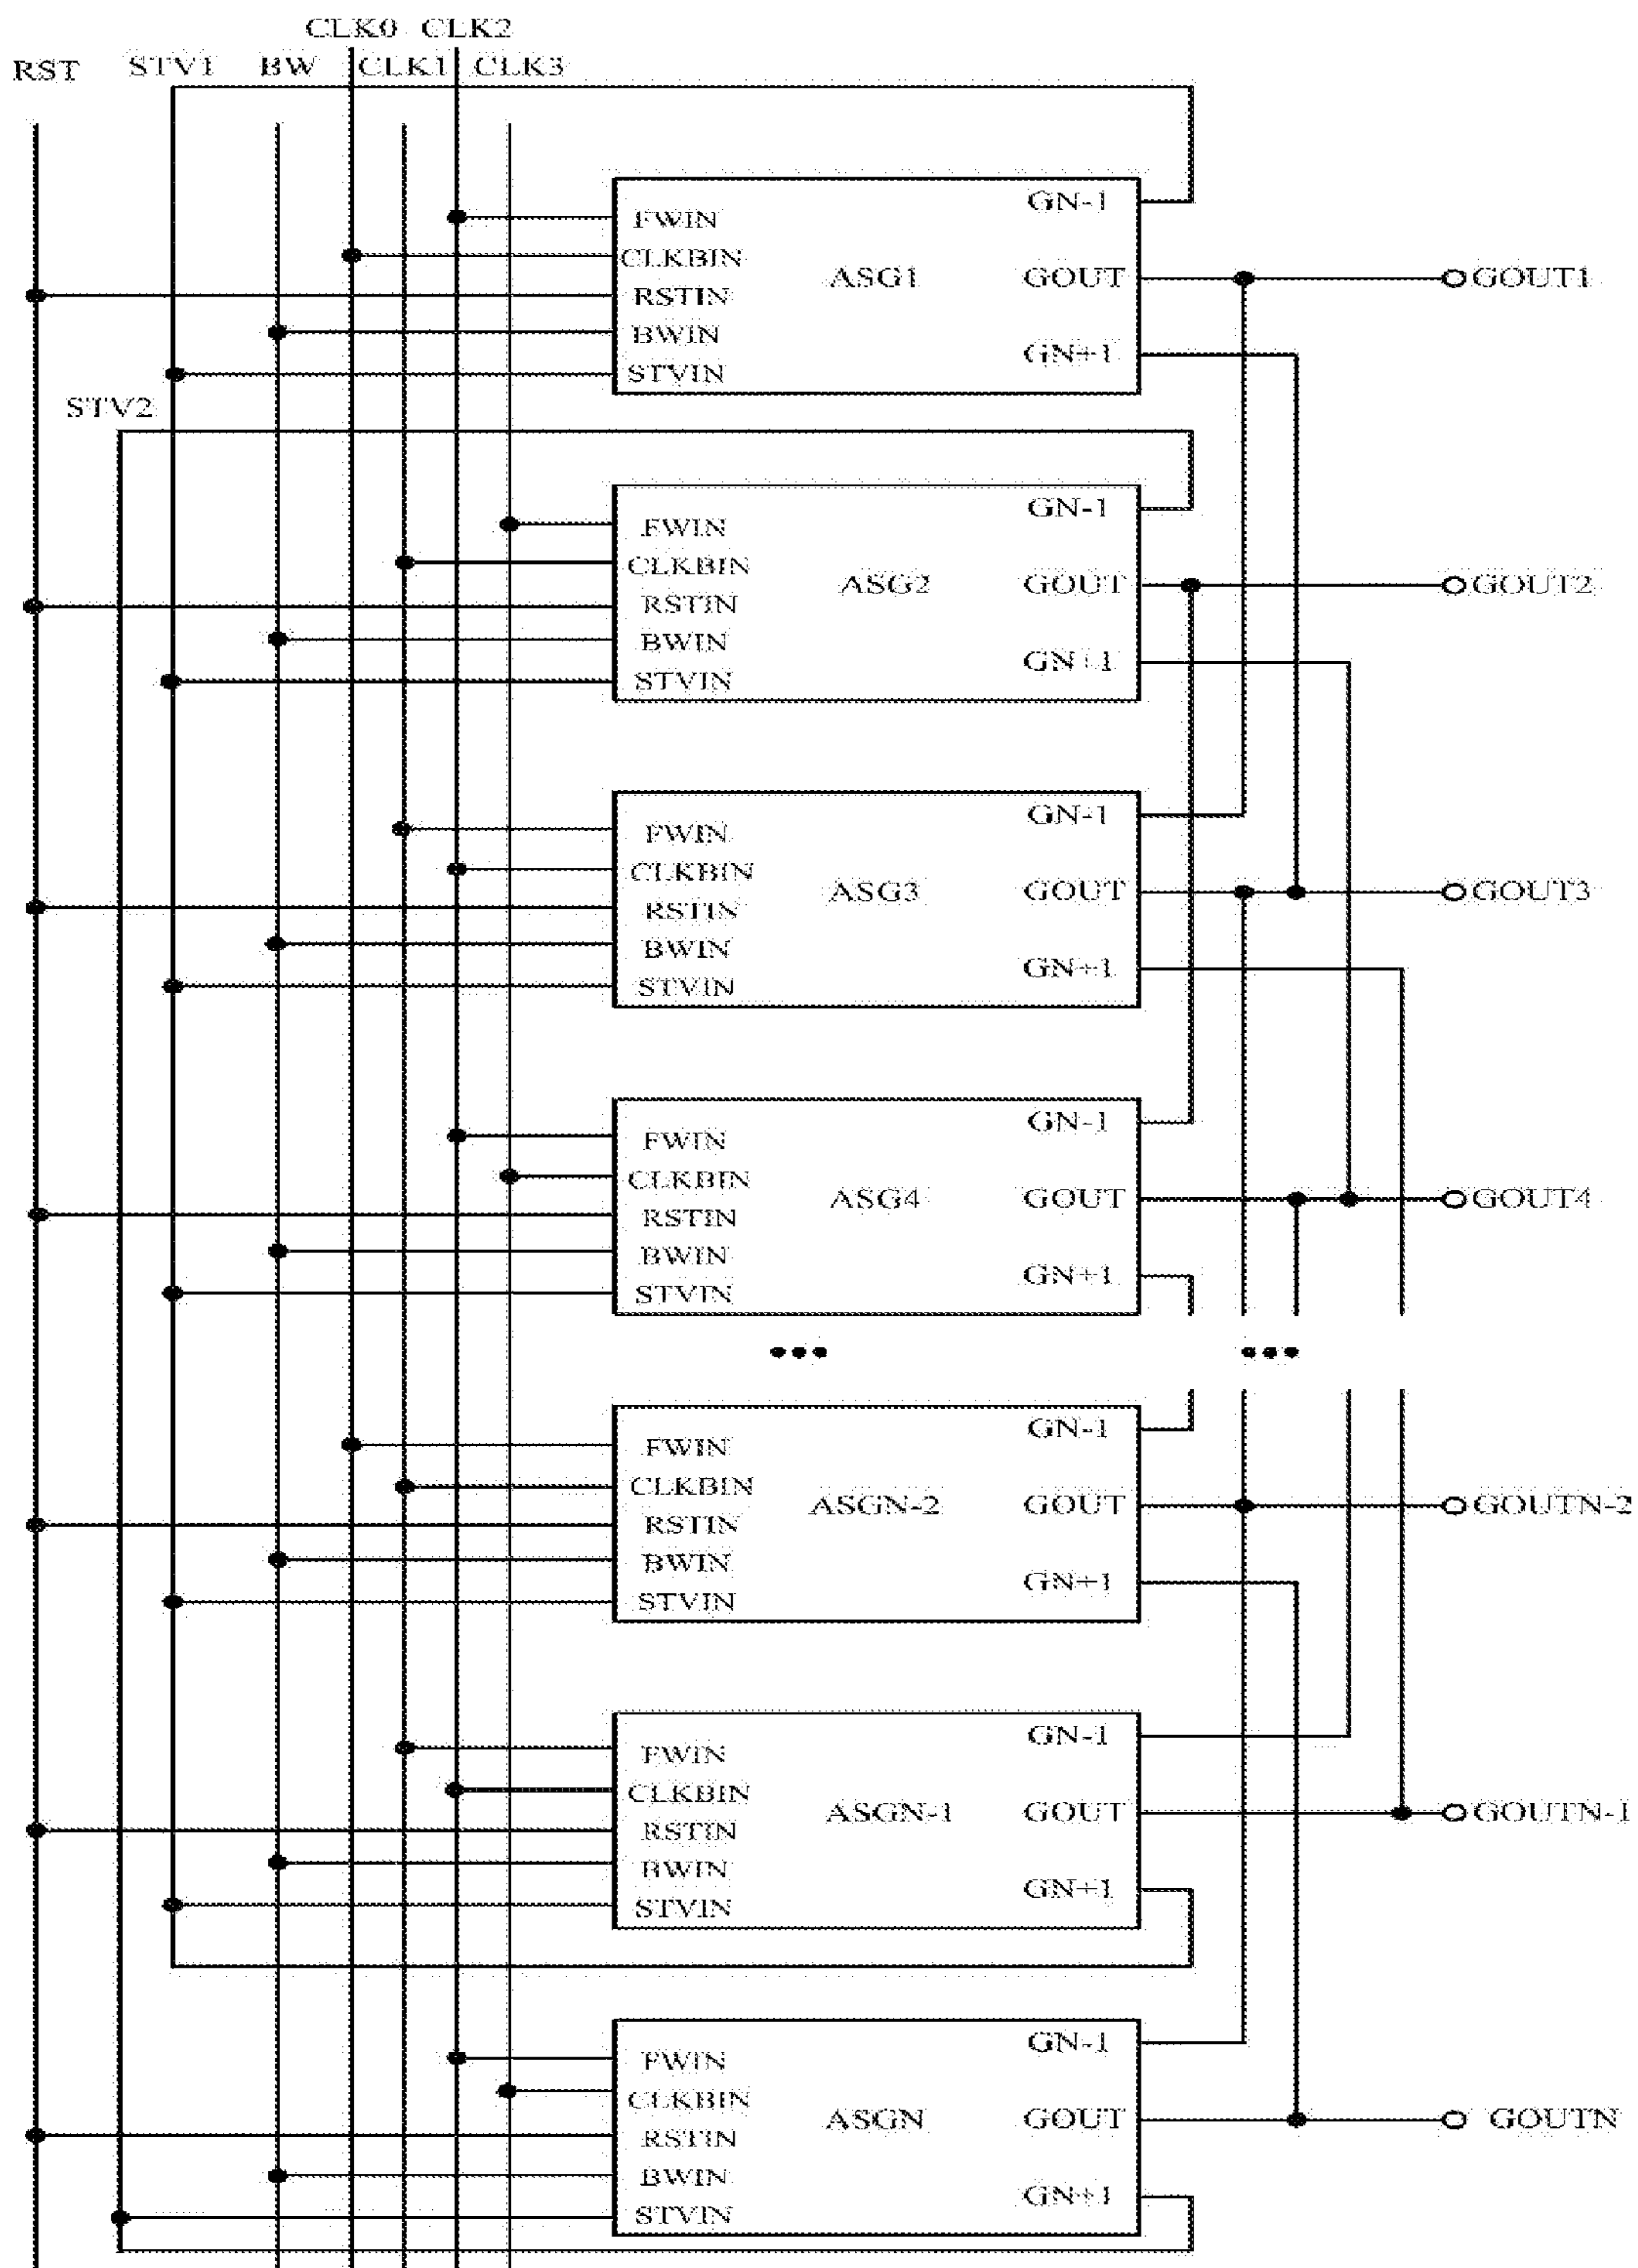 CLK0 CLK2
RST STV1 BW CLK1 CLK3
GN-1
FWIN
CLKBIN ASG1 GOUT GOUT1
RSTIN
BWIN GN+1
STVIN
STV2
GN-1
FWIN
CLKBIN ASG2 GOUT GOUT2
RSTIN
BWIN GN+1
STVIN
GN-1
FWIN
CLKBIN ASG3 GOUT GOUT3
RSTIN
BWIN GN+1
STVIN
GN-1
FWIN
CLKBIN ASG4 GOUT GOUT4
RSTIN
BWIN GN+1
STVIN
••• •••
GN-1
FWIN
CLKBIN ASGN-2 GOUT GOUTN-2
RSTIN
BWIN GN+1
STVIN
GN-1
FWIN
CLKBIN ASGN-1 GOUT GOUTN-1
RSTIN
BWIN GN+1
STVIN
GN-1
FWIN
CLKBIN ASGN GOUT GOUTN
RSTIN
BWIN GN+1
STVIN